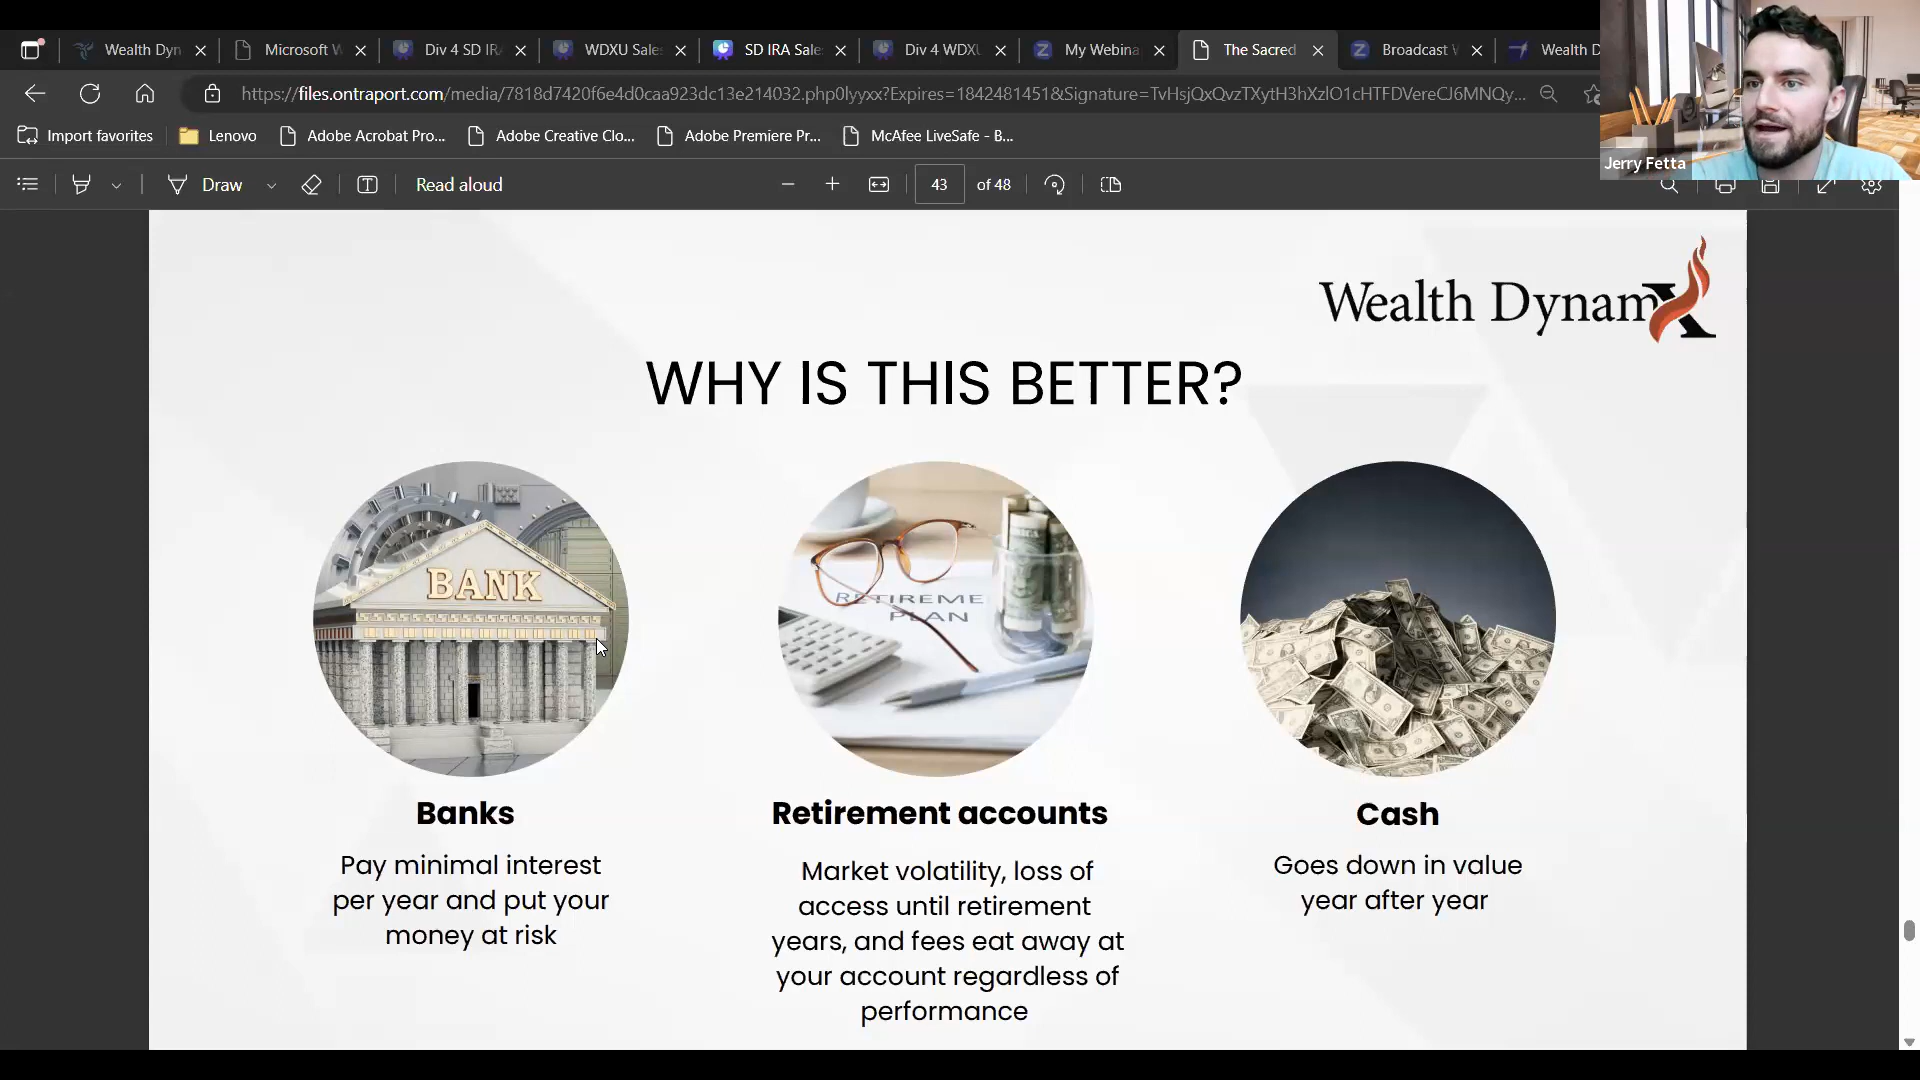 Wealth Dyn
Microsoft W
Div 4 SD IRA
WDXU Sales
SD IRA Sale
Div 4 WDXU
My Webina
The Sacred
Broadcast
Wealth D
https://files.ontraport.com/media/7818d7420f6e4d0caa923dc13e214032.php0lyyxx?Expires=1842481451&Signature=TvHsjQxQvzTXytH3hXzlO1cHTFDVereCJ6MNQy...
Import favorites
Lenovo
Adobe Acrobat Pro...
Adobe Creative Clo...
Adobe Premiere Pr...
McAfee LiveSafe - B...
Jerry Fetta
Draw
Read aloud
43
of 48
Wealth DynamX
WHY IS THIS BETTER?
BANK
RETIREME
PLAN
Banks
Pay minimal interest
per year and put your
money at risk
Retirement accounts
Market volatility, loss of
access until retirement
years, and fees eat away at
your account regardless of
performance
Cash
Goes down in value
year after year